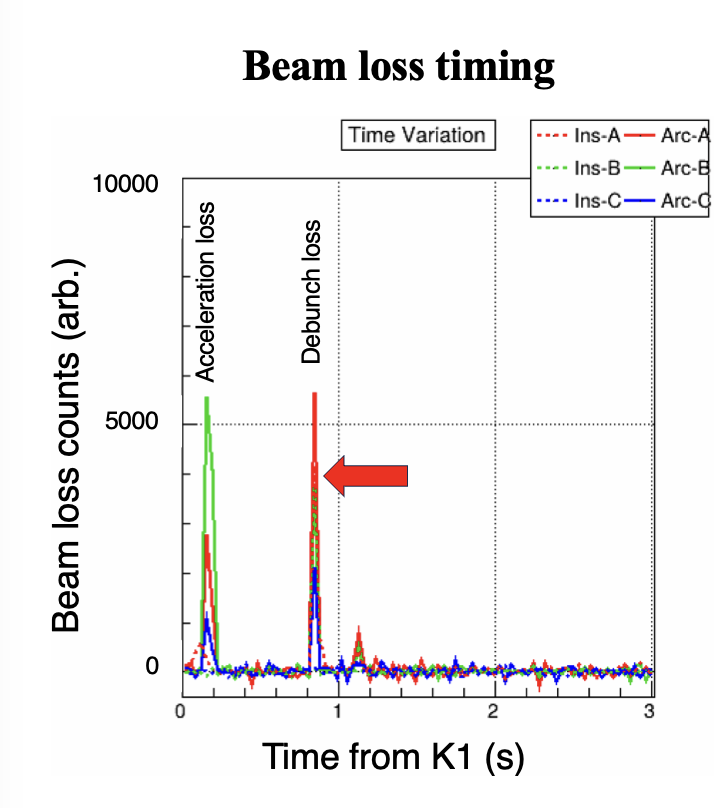 Beam loss timing
Time Variation
Ins-A Arc-A
Ins-B Arc-B
Ins-C Arc-C
10000
5000
0
Beam loss counts (arb.)
Acceleration loss
Debunch loss
0 1 2 3
Time from K1 (s)